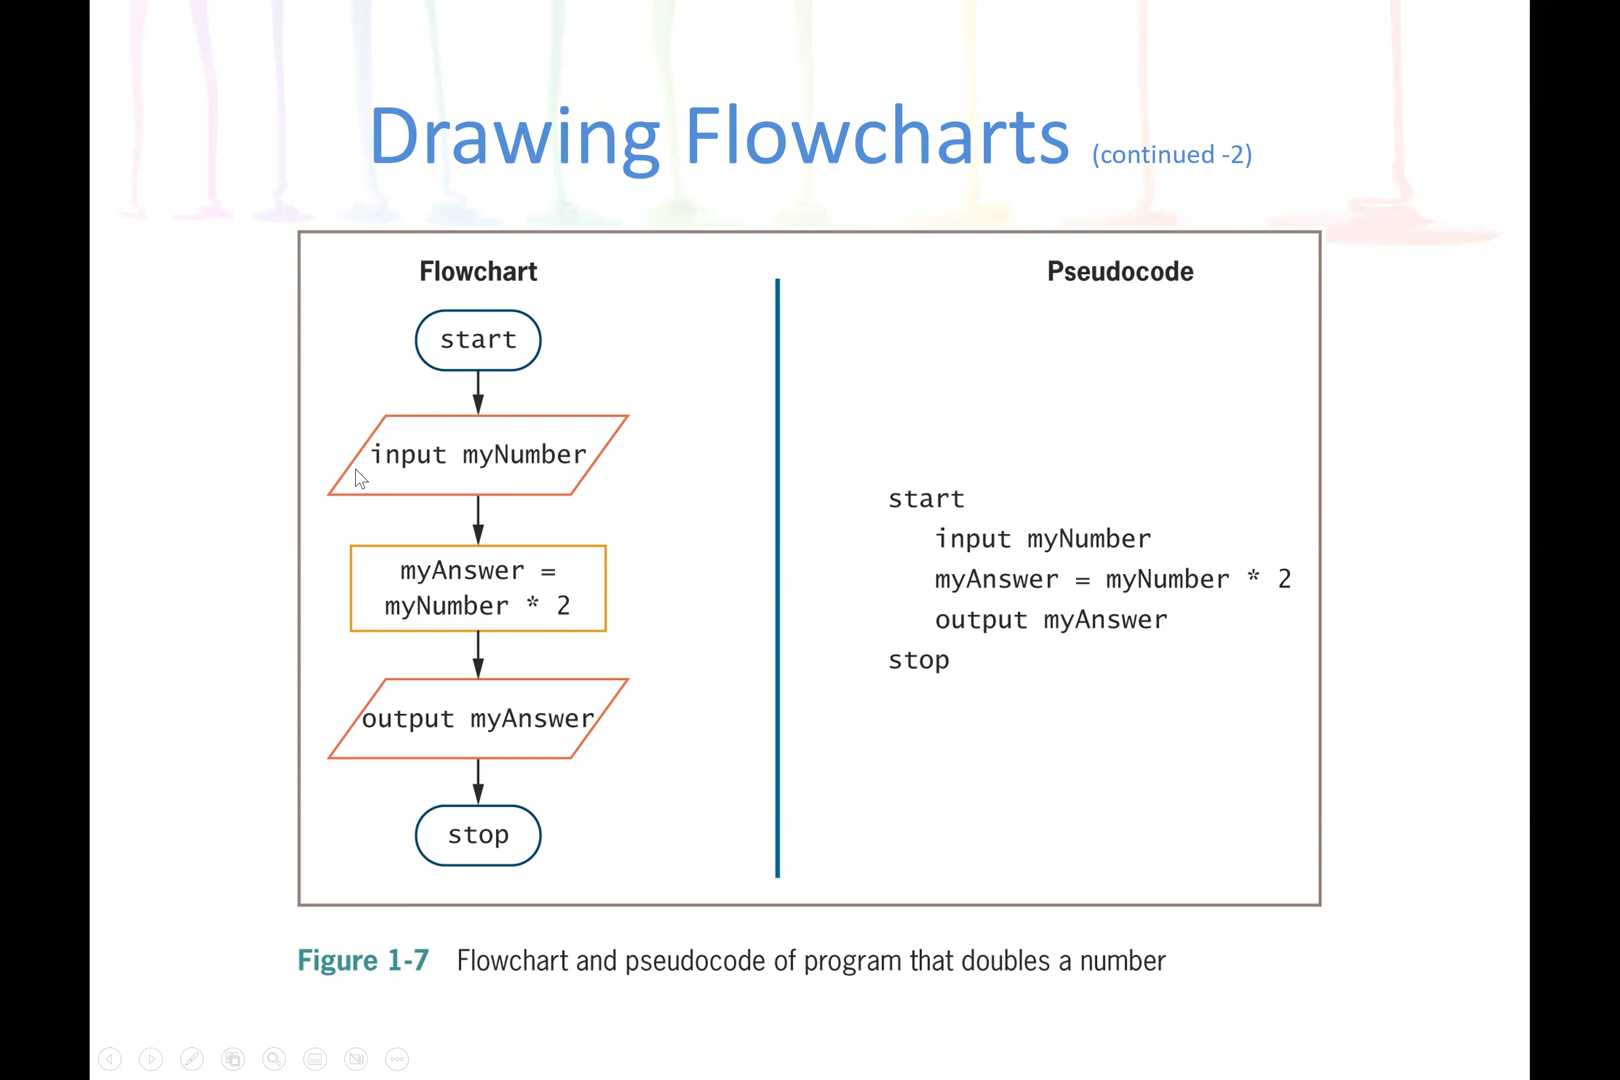 Drawing Flowcharts (continued -2)
Flowchart
start
input myNumber
myAnswer =
myNumber * 2
output myAnswer
stop
Pseudocode
start
input myNumber
myAnswer = myNumber * 2
output myAnswer
stop
Figure 1-7 Flowchart and pseudocode of program that doubles a number